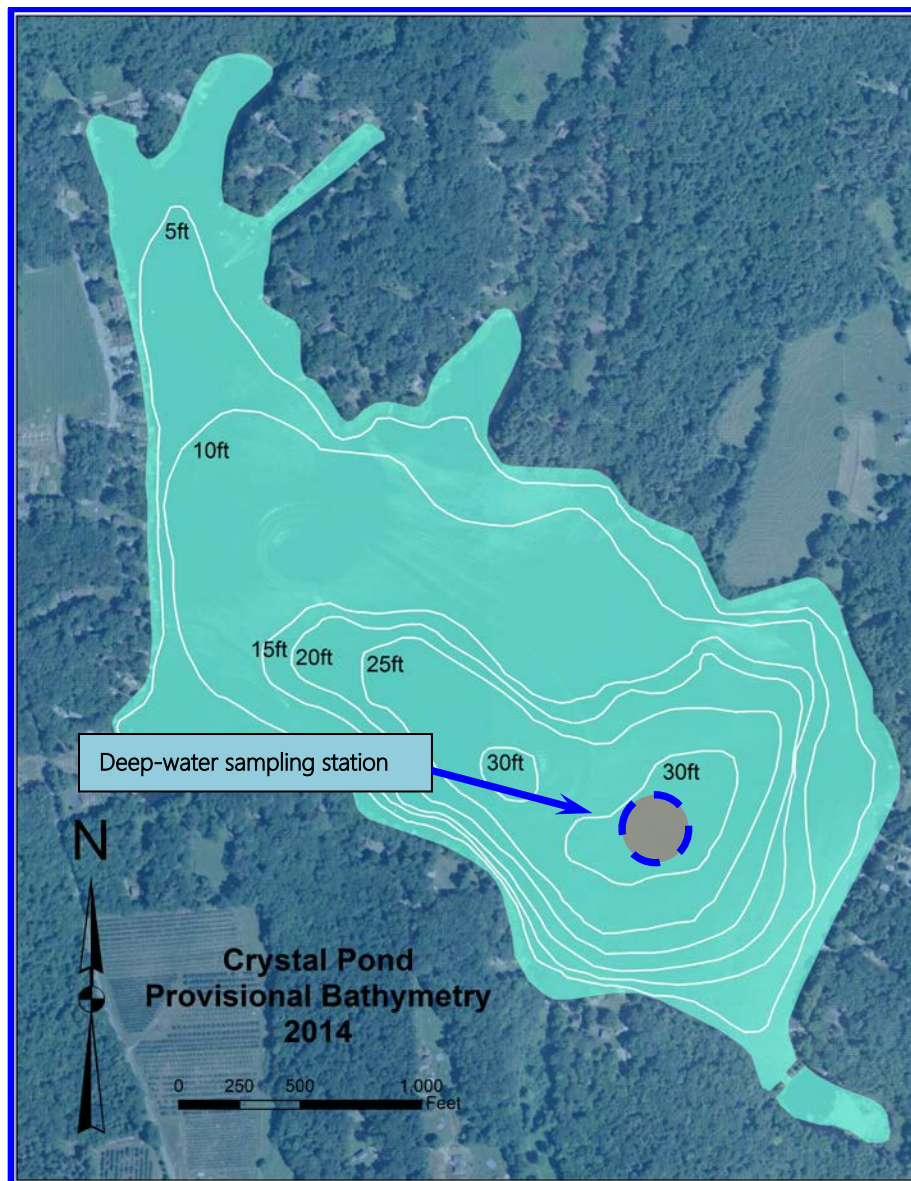 5ft
10ft
15ft
20ft
25ft
30ft
30ft
Deep-water sampling station
N
Crystal Pond
Provisional Bathymetry
2014
0 250 500 1,000
Feet